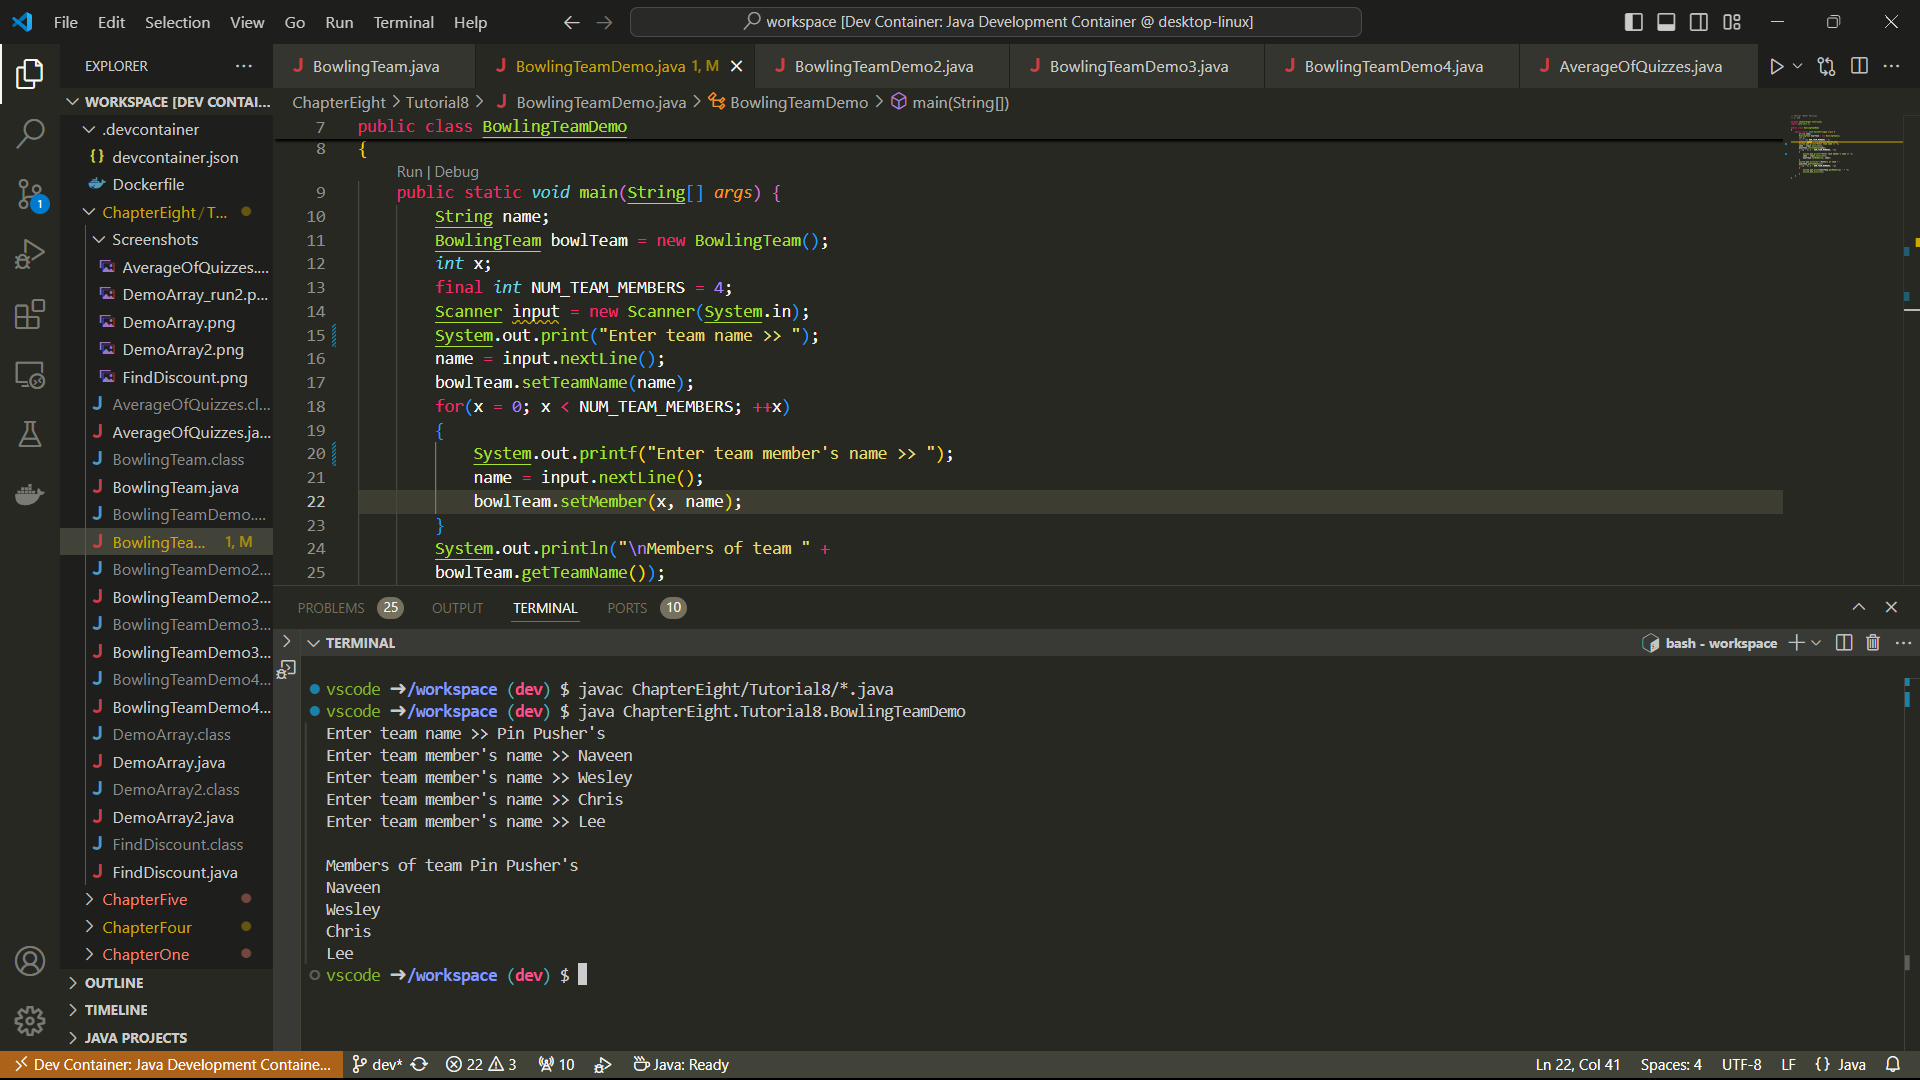 File Edit Selection View Go Run Terminal Help
workspace [Dev Container: Java Development Container @ desktop-linux]
EXPLORER
WORKSPACE [DEV CONTAI...
.devcontainer
devcontainer.json
Dockerfile
ChapterEight / T...
Screenshots
AverageOfQuizzes....
DemoArray_run2.p...
DemoArray.png
DemoArray2.png
FindDiscount.png
AverageOfQuizzes.cl...
AverageOfQuizzes.ja...
BowlingTeam.class
BowlingTeam.java
BowlingTeamDemo....
BowlingTea... 1, M
BowlingTeamDemo2...
BowlingTeamDemo2...
BowlingTeamDemo3...
BowlingTeamDemo3...
BowlingTeamDemo4...
BowlingTeamDemo4...
DemoArray.class
DemoArray.java
DemoArray2.class
DemoArray2.java
FindDiscount.class
FindDiscount.java
ChapterFive
ChapterFour
ChapterOne
OUTLINE
TIMELINE
JAVA PROJECTS
1
BowlingTeam.java BowlingTeamDemo.java 1, M BowlingTeamDemo2.java BowlingTeamDemo3.java BowlingTeamDemo4.java AverageOfQuizzes.java
ChapterEight > Tutorial8 > BowlingTeamDemo.java > BowlingTeamDemo > main(String[])
7 public class BowlingTeamDemo
8 {
Run | Debug
9 public static void main(String[] args) {
10 String name;
11 BowlingTeam bowlTeam = new BowlingTeam();
12 int x;
13 final int NUM_TEAM_MEMBERS = 4;
14 Scanner input = new Scanner(System.in);
15 System.out.print("Enter team name >> ");
16 name = input.nextLine();
17 bowlTeam.setTeamName(name);
18 for(x = 0; x < NUM_TEAM_MEMBERS; ++x)
19 {
20 System.out.printf("Enter team member's name >> ");
21 name = input.nextLine();
22 bowlTeam.setMember(x, name);
23 }
24 System.out.println("\nMembers of team " +
25 bowlTeam.getTeamName());
PROBLEMS 25 OUTPUT TERMINAL PORTS 10
TERMINAL
bash - workspace
vscode ➜ /workspace (dev) $ javac ChapterEight/Tutorial8/*.java
vscode ➜ /workspace (dev) $ java ChapterEight.Tutorial8.BowlingTeamDemo
Enter team name >> Pin Pusher's
Enter team member's name >> Naveen
Enter team member's name >> Wesley
Enter team member's name >> Chris
Enter team member's name >> Lee
Members of team Pin Pusher's
Naveen
Wesley
Chris
Lee
vscode ➜ /workspace (dev) $
Dev Container: Java Development Containe... dev* 22 3 10 Java: Ready Ln 22, Col 41 Spaces: 4 UTF-8 LF {} Java